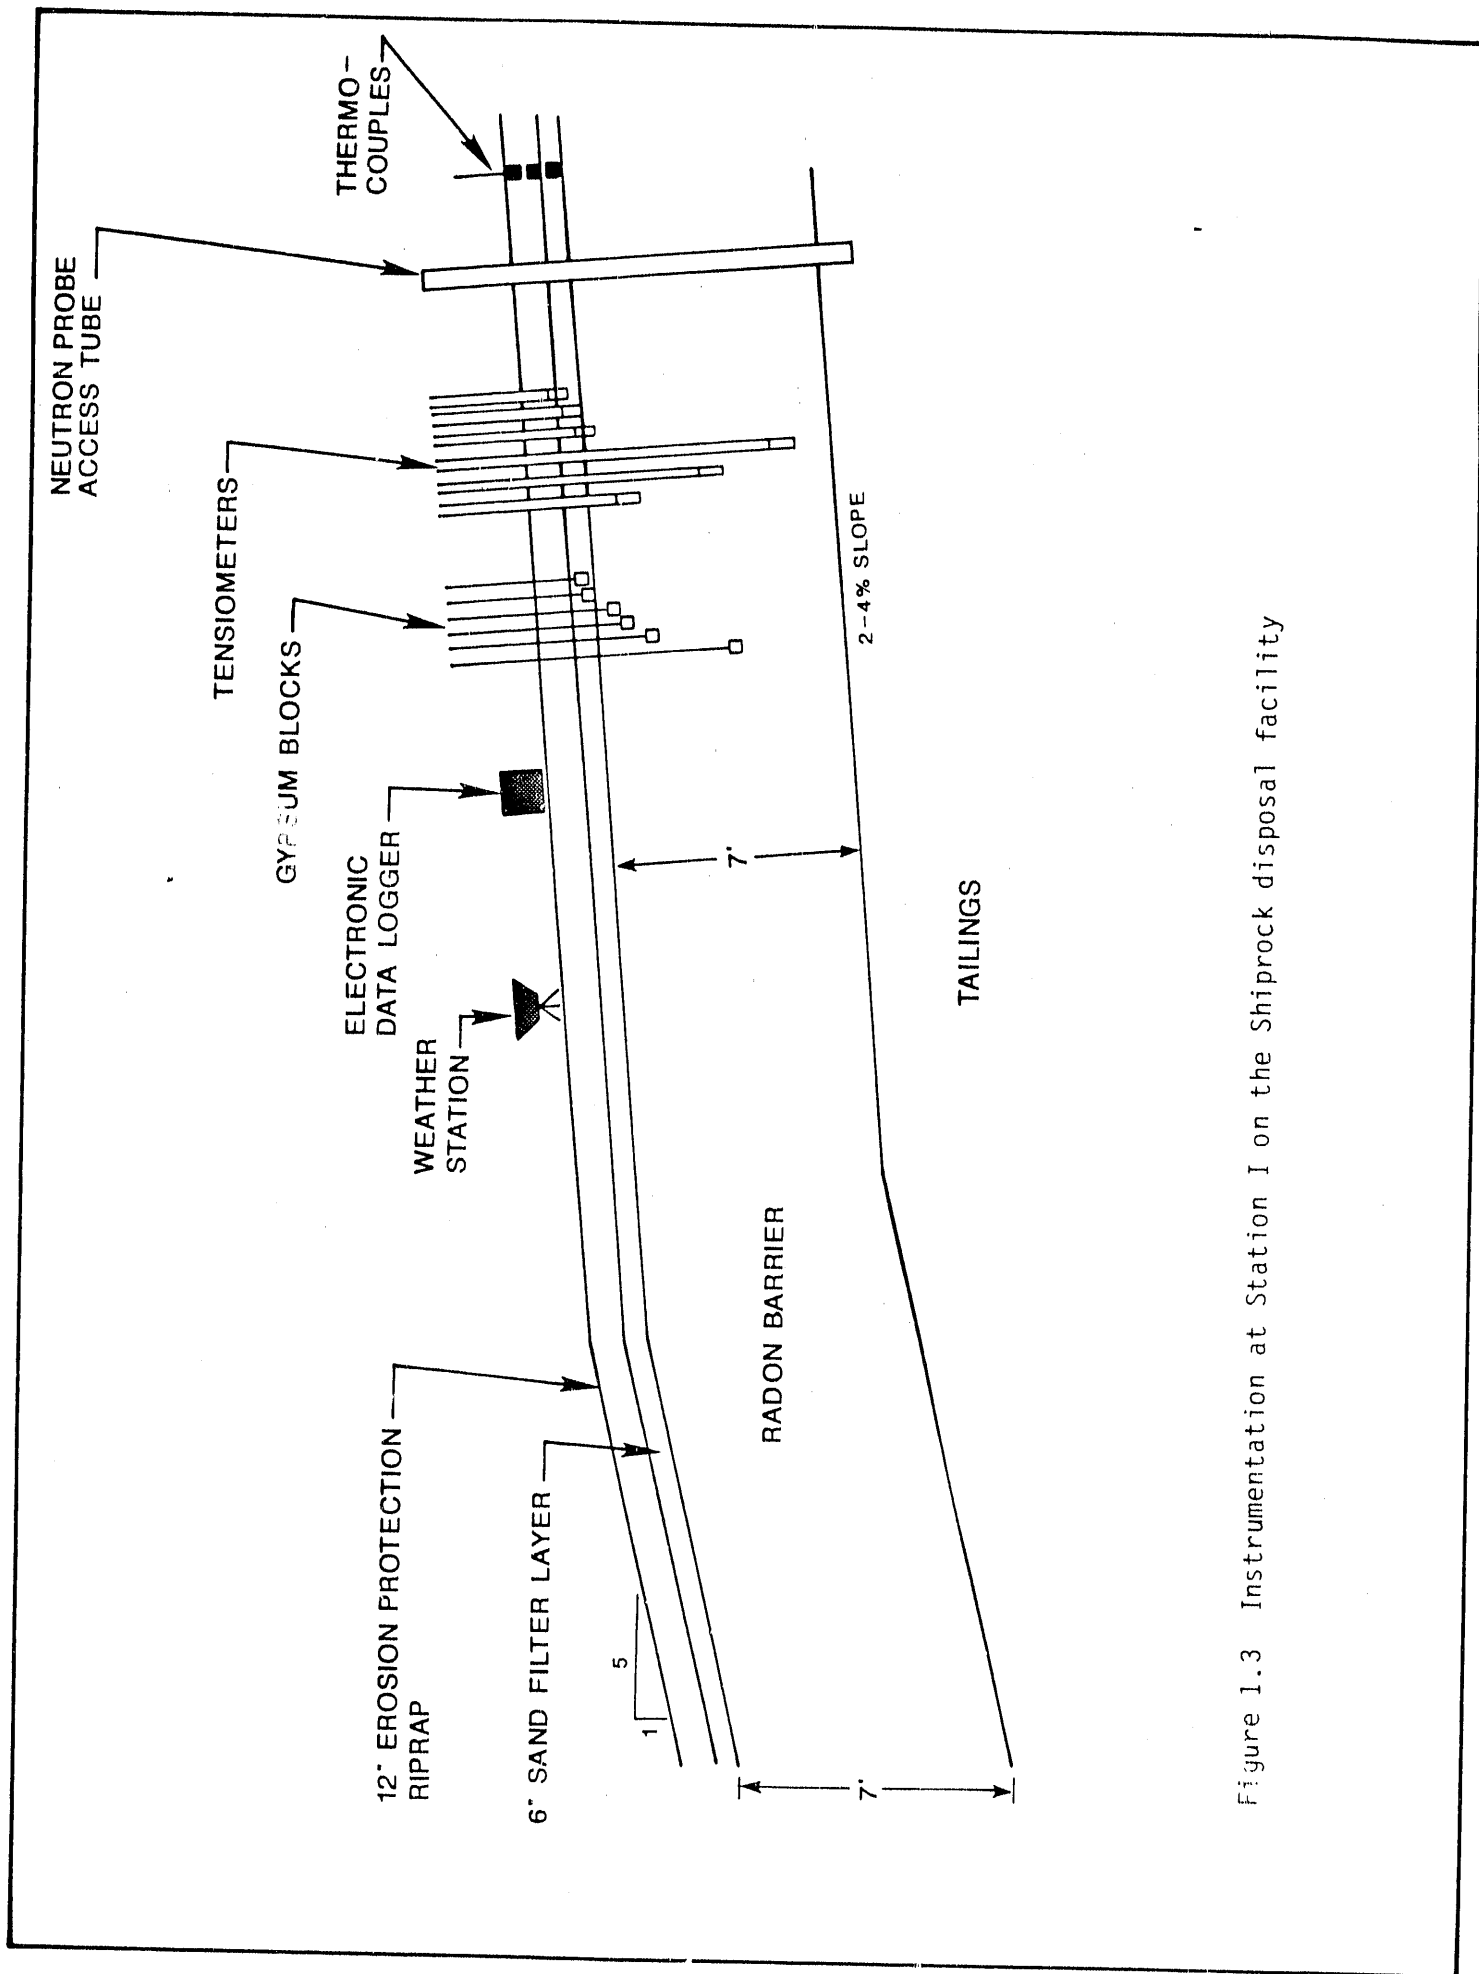 NEUTRON PROBE
ACCESS TUBE
THERMO-
COUPLES
TENSIOMETERS
GYPSUM BLOCKS
ELECTRONIC
DATA LOGGER
WEATHER
STATION
12" EROSION PROTECTION
RIPRAP
6" SAND FILTER LAYER
5
1
7'
7'
2-4% SLOPE
RADON BARRIER
TAILINGS
Figure 1.3 Instrumentation at Station I on the Shiprock disposal facility